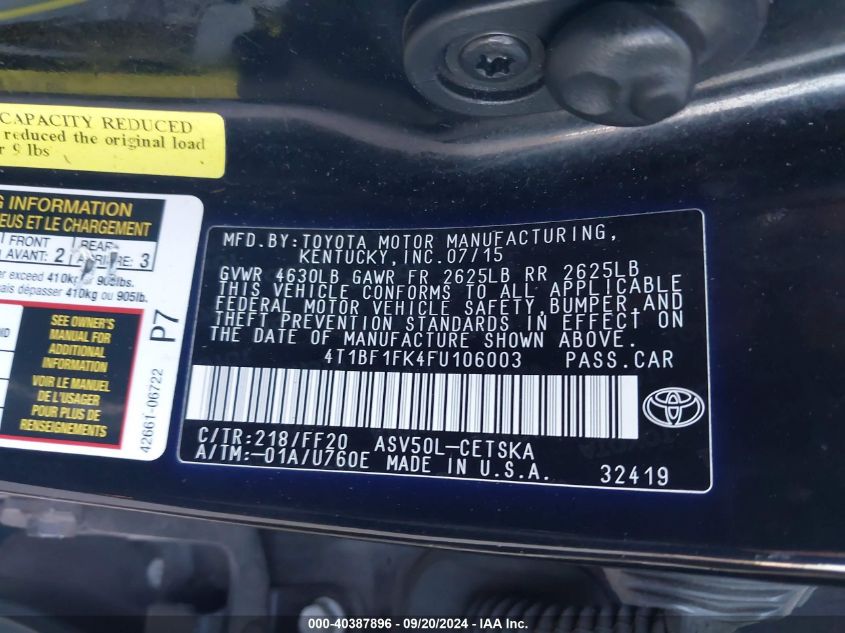 CAPACITY REDUCED
reduced the original load
9 lbs
INFORMATION
ET LE CHARGEMENT
FRONT
REAR
AVANT: 2
3
er exceed 410kg
ais dépasser 410kg ou 905lb.
SEE OWNER'S
MANUAL FOR
ADDITIONAL
INFORMATION
VOIR LE MANUEL
DE L'USAGER
POUR PLUS DE
RENSEIGNEMENTS
P7
42661-06722
MFD.BY:TOYOTA MOTOR MANUFACTURING,
KENTUCKY,INC.07/15
GVWR 4630LB GAWR FR 2625LB RR 2625LB
THIS VEHICLE CONFORMS TO ALL APPLICABLE
FEDERAL MOTOR VEHICLE SAFETY,BUMPER,AND
THEFT PREVENTION STANDARDS IN EFFECT ON
THE DATE OF MANUFACTURE SHOWN ABOVE.
4T1BF1FK4FU106003 PASS.CAR
C/TR:218/FF20 ASV50L-CETSKA
A/TM:-01A/U760E MADE IN U.S.A.
32419
000-40387896 - 09/20/2024 - IAA Inc.